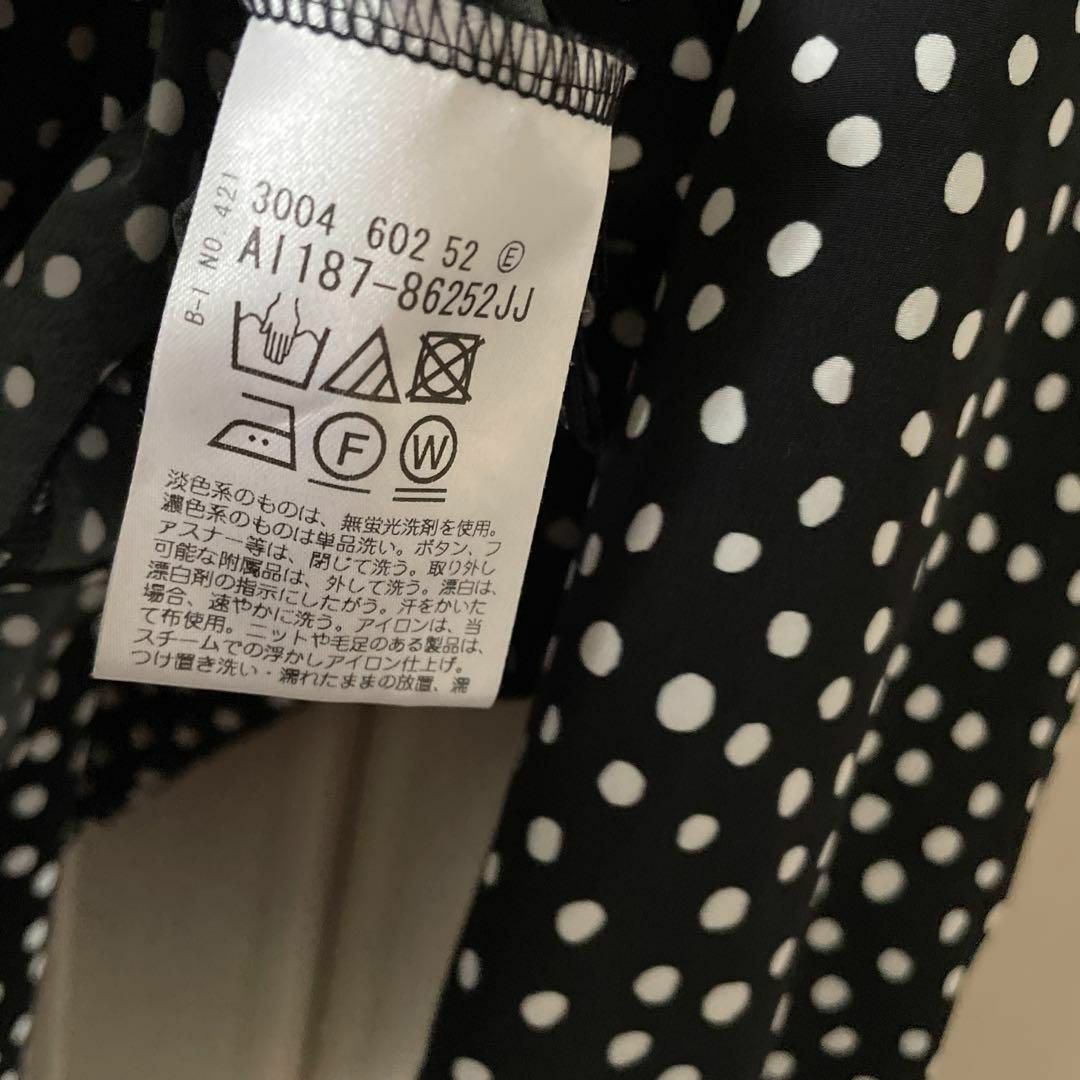 B-1 NO.421
3004 602 52 Ⓔ
AI187-86252JJ
F W
淡色系のものは、無蛍光洗剤を使用。
濃色系のものは単品洗い。ボタン、フ
ァスナー等は、閉じて洗う。取り外し
可能な附属品は、外して洗う。漂白は、
漂白剤の指示にしたがう。汗をかいた
場合、速やかに洗う。アイロンは、当
て布使用。ニットや毛足のある製品は、
スチームでの浮かしアイロン仕上げ。
つけ置き洗い・濡れたままの放置、濡